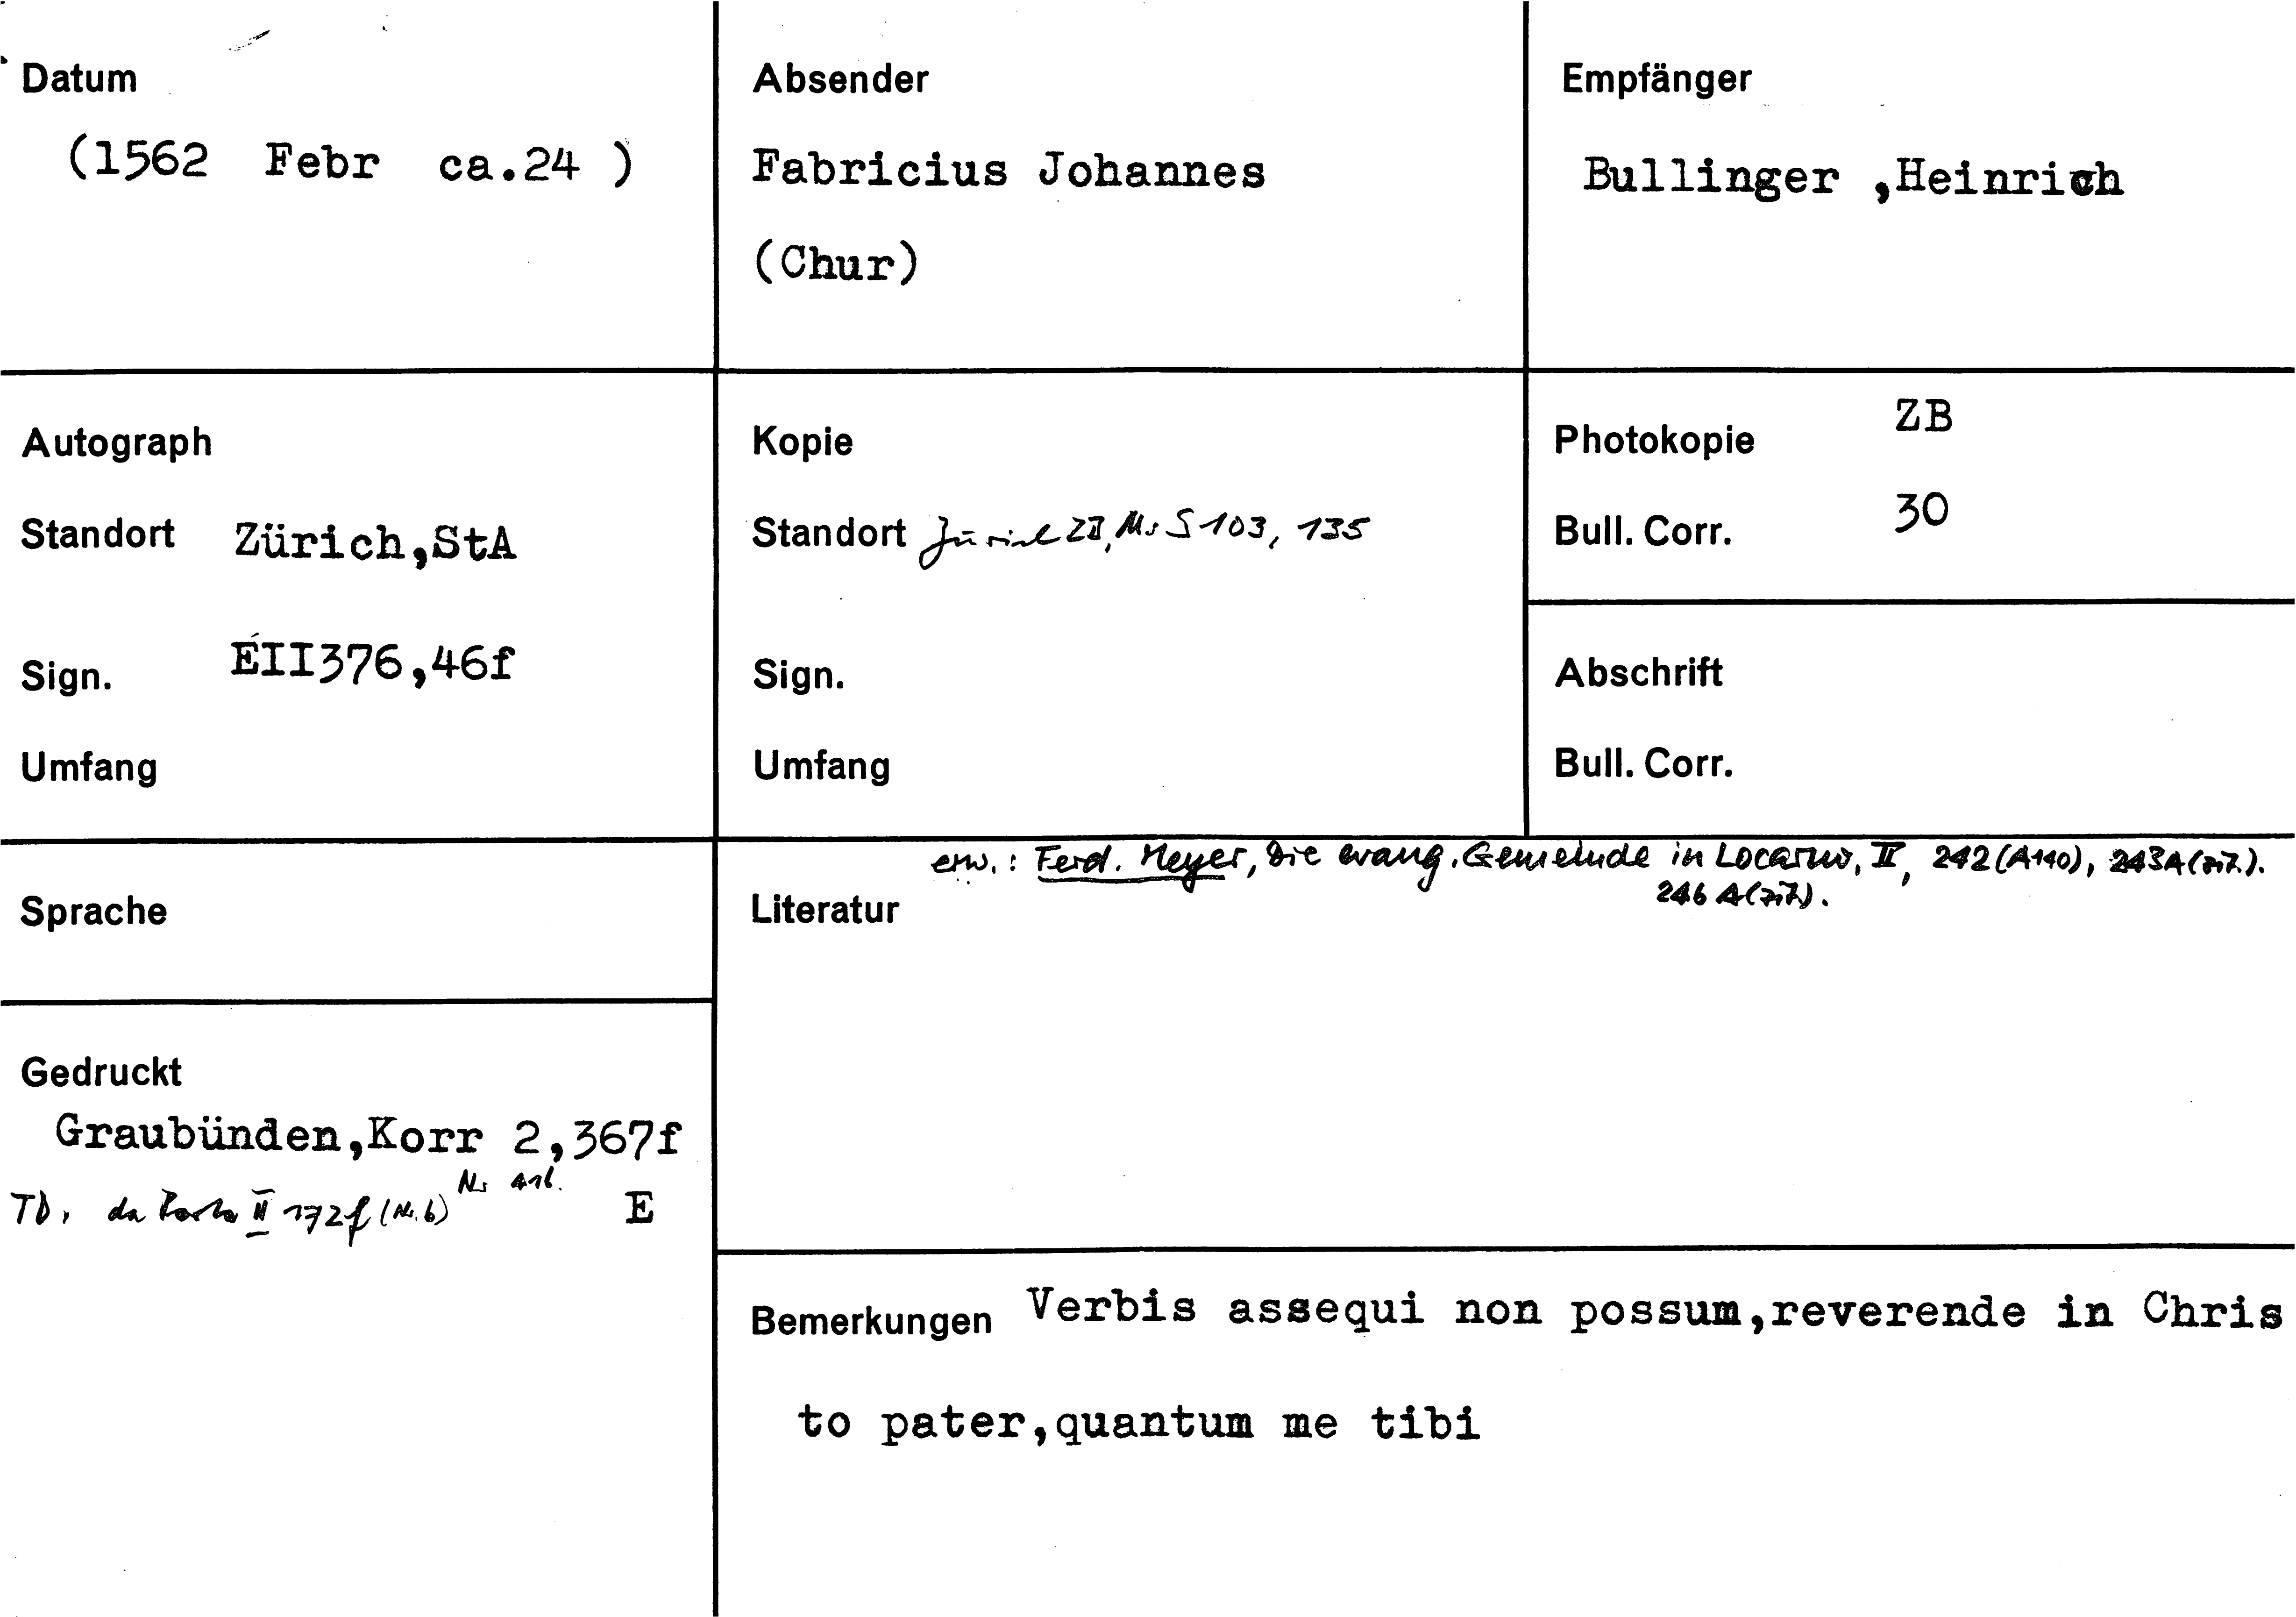 Datum
(1562 Febr ca.24 )
Absender
Fabricius Johannes
(Chur)
Empfänger
Bullinger ,Heinrich
Autograph
Standort Zürich,StA
Sign. EII376,46f
Umfang
Kopie
Standort Zürich ZB, Ms S 103, 135
Sign.
Umfang
Photokopie ZB
Bull. Corr. 30
Abschrift
Bull. Corr.
Sprache
Gedruckt
Graubünden,Korr 2,367f
Nr 416.
TD. da Porta II 172f (Nr. 6) E
erw.: Ferd. Meyer, Die evang. Gemeinde in Locarno, II, 242 (A140), 243A (zit.).
246 A (zit).
Literatur
Bemerkungen Verbis assequi non possum,reverende in Chris
to pater,quantum me tibi